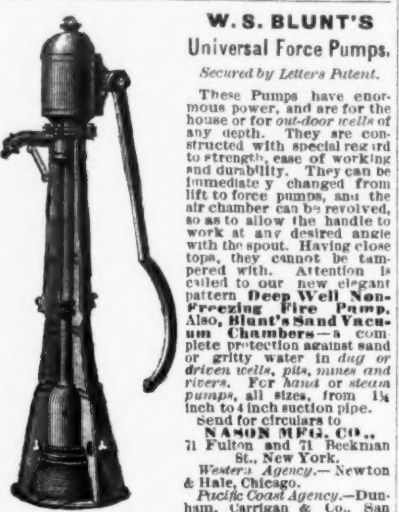 W. S. BLUNT'S
Universal Force Pumps.
Secured by Letters Patent.
These Pumps have enor-
mous power, and are for the
house or for out-door wells of
any depth. They are con-
structed with special reg rd
to strength, ease of working
and durability. They can be
immediate y changed from
lift to force pumps, and the
air chamber can be revolved,
so as to allow the handle to
work at any desired angle
with the spout. Having close
tops, they cannot be tam-
pered with. Attention is
called to our new elegant
pattern Deep Well Non-
Freezing Fire Pump.
Also, Blunt's Sand Vacu-
um Chambers—a com-
plete protection against sand
or gritty water in dug or
driven wells, pits, mines and
rivers. For hand or steam
pumps, all sizes, from 1¼
inch to 4 inch suction pipe.
Send for circulars to
NASON MFG. CO.,
71 Fulton and 71 Beekman
St., New York.
Western Agency.—Newton
& Hale, Chicago.
Pacific Coast Agency.—Dun-
ham, Carrigan & Co., San